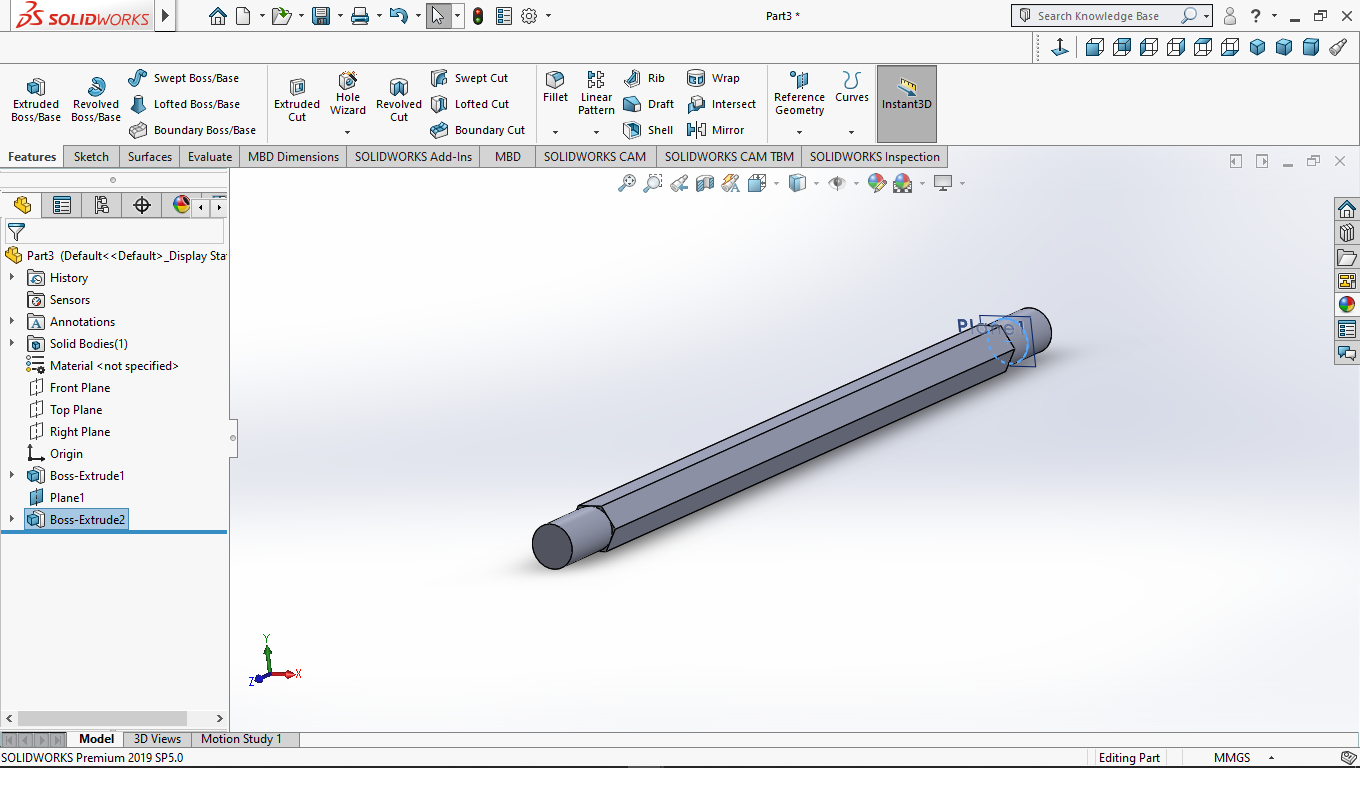 SOLIDWORKS
Part3 *
Search Knowledge Base
?
Extruded Boss/Base
Revolved Boss/Base
Swept Boss/Base
Lofted Boss/Base
Boundary Boss/Base
Extruded Cut
Hole Wizard
Revolved Cut
Swept Cut
Lofted Cut
Boundary Cut
Fillet
Linear Pattern
Rib
Draft
Shell
Wrap
Intersect
Mirror
Reference Geometry
Curves
Instant3D
Features
Sketch
Surfaces
Evaluate
MBD Dimensions
SOLIDWORKS Add-Ins
MBD
SOLIDWORKS CAM
SOLIDWORKS CAM TBM
SOLIDWORKS Inspection
Part3 (Default<<Default>_Display Sta
History
Sensors
A Annotations
Solid Bodies(1)
Material <not specified>
Front Plane
Top Plane
Right Plane
Origin
Boss-Extrude1
Plane1
Boss-Extrude2
Plane1
Y
X
Z
Model
3D Views
Motion Study 1
SOLIDWORKS Premium 2019 SP5.0
Editing Part
MMGS